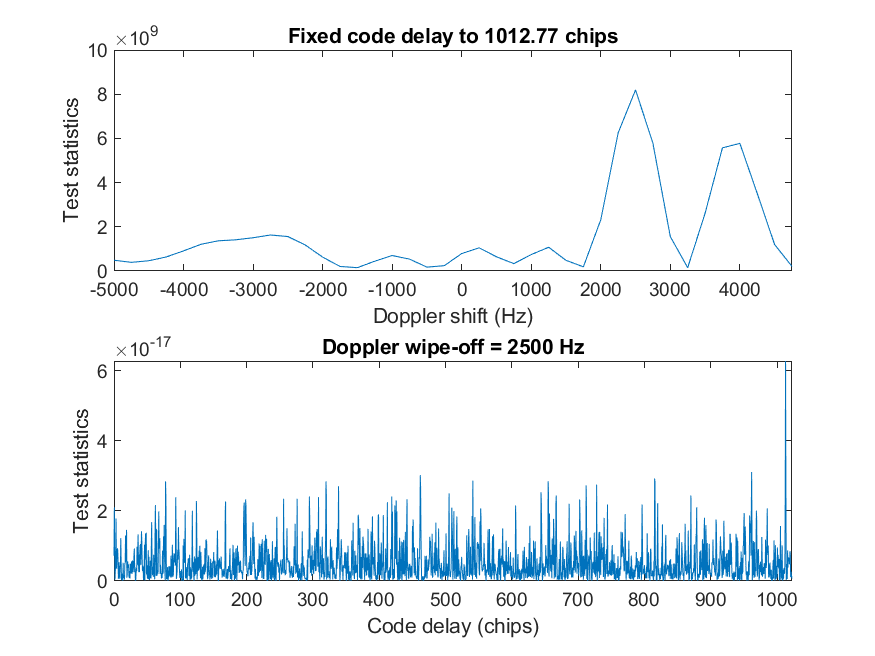 ×10^9
Fixed code delay to 1012.77 chips
10
8
6
4
2
0
Test statistics
-5000 -4000 -3000 -2000 -1000 0 1000 2000 3000 4000
Doppler shift (Hz)
×10^-17
Doppler wipe-off = 2500 Hz
6
4
2
0
Test statistics
0 100 200 300 400 500 600 700 800 900 1000
Code delay (chips)